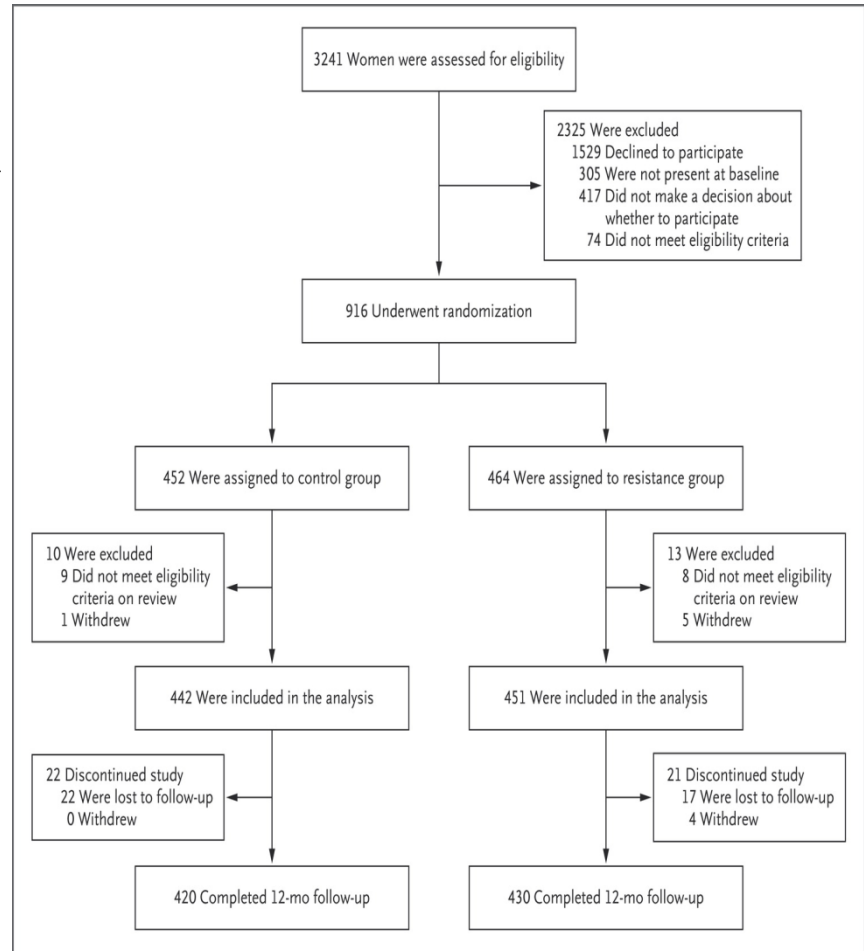 3241 Women were assessed for eligibility
2325 Were excluded
1529 Declined to participate
305 Were not present at baseline
417 Did not make a decision about
whether to participate
74 Did not meet eligibility criteria
916 Underwent randomization
452 Were assigned to control group
464 Were assigned to resistance group
10 Were excluded
9 Did not meet eligibility
criteria on review
1 Withdrew
13 Were excluded
8 Did not meet eligibility
criteria on review
5 Withdrew
442 Were included in the analysis
451 Were included in the analysis
22 Discontinued study
22 Were lost to follow-up
0 Withdrew
21 Discontinued study
17 Were lost to follow-up
4 Withdrew
420 Completed 12-mo follow-up
430 Completed 12-mo follow-up